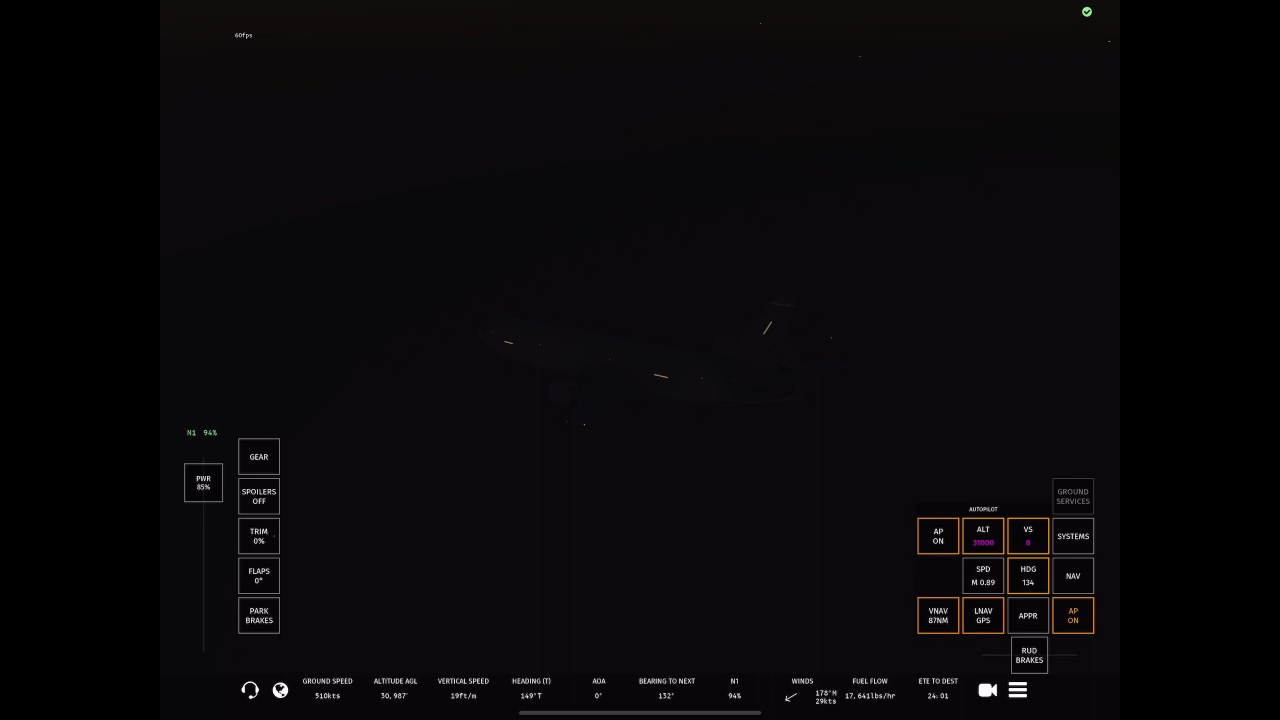 60fps
N1 94%
PWR
85%
GEAR
SPOILERS
OFF
TRIM
0%
FLAPS
0°
PARK
BRAKES
GROUND
SERVICES
AUTOPILOT
AP
ON
ALT
31000
VS
0
SYSTEMS
SPD
M 0.89
HDG
134
NAV
VNAV
87NM
LNAV
GPS
APPR
AP
ON
RUD
BRAKES
GROUND SPEED
510kts
ALTITUDE AGL
30,987'
VERTICAL SPEED
19ft/m
HEADING (T)
149°T
AOA
0°
BEARING TO NEXT
132°
N1
94%
WINDS
178°M
29kts
FUEL FLOW
17,641lbs/hr
ETE TO DEST
24:01